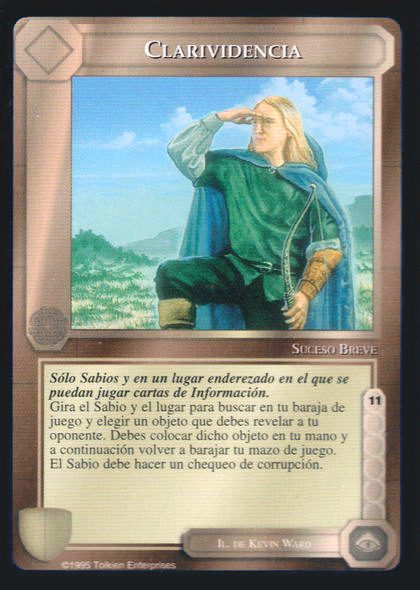 CLARIVIDENCIA
SUCESO BREVE
Sólo Sabios y en un lugar enderezado en el que se
puedan jugar cartas de Información.
Gira el Sabio y el lugar para buscar en tu baraja de
juego y elegir un objeto que debes revelar a tu
oponente. Debes colocar dicho objeto en tu mano y
a continuación volver a barajar tu mazo de juego.
El Sabio debe hacer un chequeo de corrupción.
11
IL. DE KEVIN WARD
©1995 Tolkien Enterprises